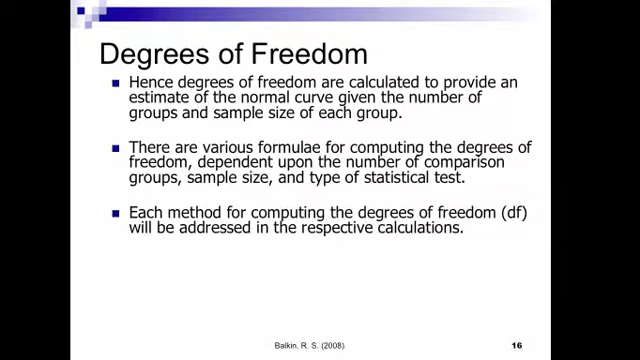 Degrees of Freedom
Hence degrees of freedom are calculated to provide an
estimate of the normal curve given the number of
groups and sample size of each group.
There are various formulae for computing the degrees of
freedom, dependent upon the number of comparison
groups, sample size, and type of statistical test.
Each method for computing the degrees of freedom (df)
will be addressed in the respective calculations.
Balkin, R. S. (2008)
16